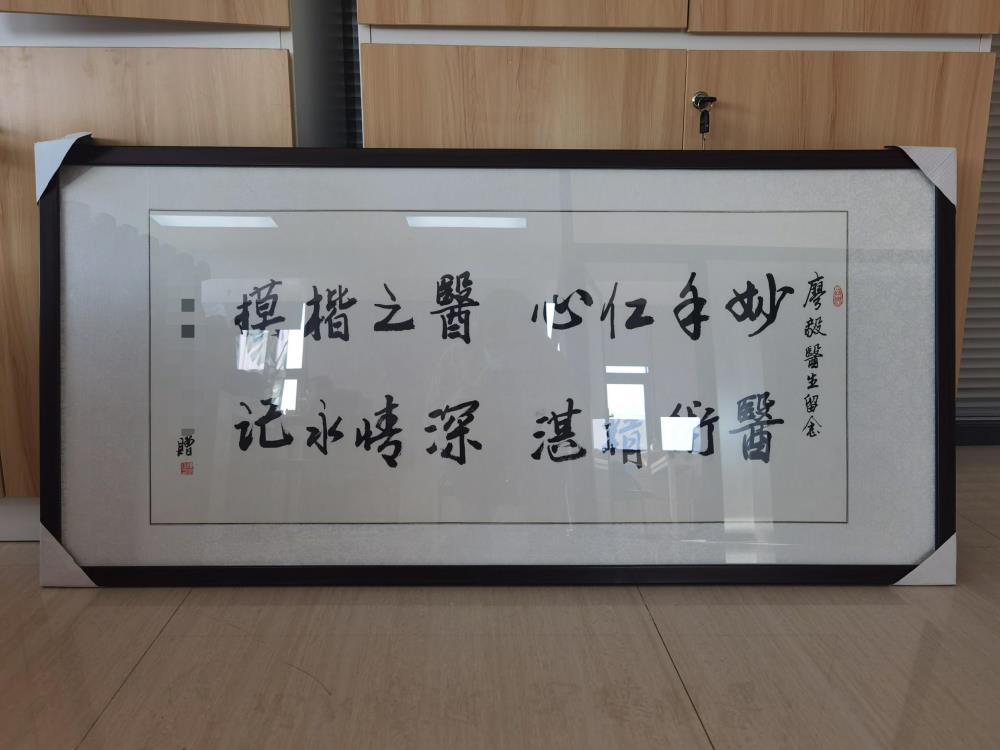 廖毅醫生留念
妙手仁心 醫之楷模
醫術精湛 深情永记
贈